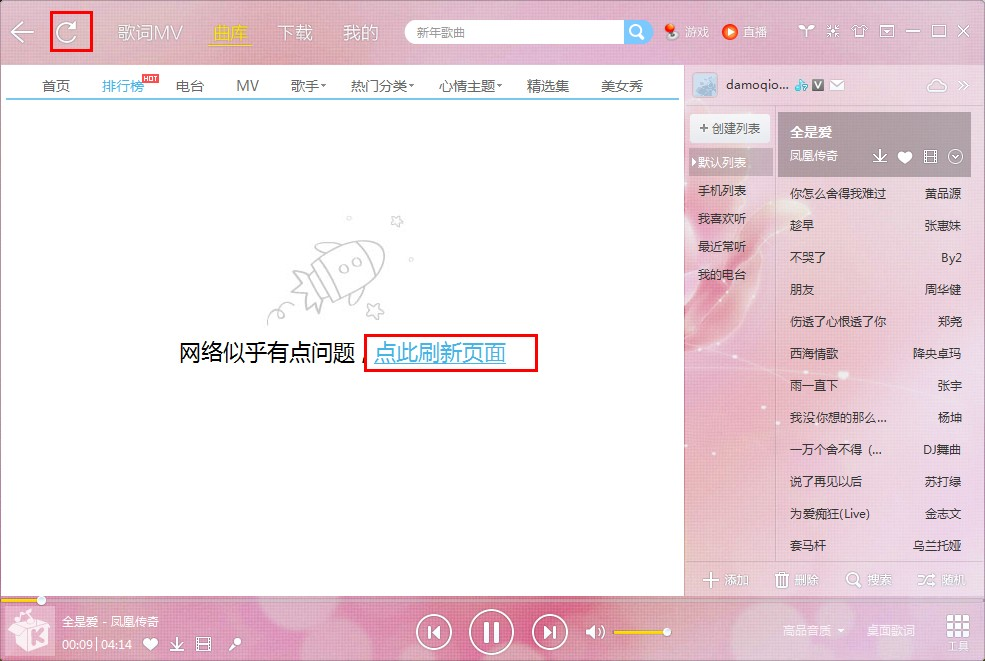 歌词MV 曲库 下载 我的 新年歌曲 游戏 直播
首页 排行榜 HOT 电台 MV 歌手 热门分类 心情主题 精选集 美女秀
damoqio... V
+ 创建列表
默认列表
手机列表
我喜欢听
最近常听
我的电台
全是爱
凤凰传奇
你怎么舍得我难过 黄品源
趁早 张惠妹
不哭了 By2
朋友 周华健
伤透了心恨透了你 郑尧
西海情歌 降央卓玛
雨一直下 张宇
我没你想的那么... 杨坤
一万个舍不得（... DJ舞曲
说了再见以后 苏打绿
为爱痴狂(Live) 金志文
套马杆 乌兰托娅
添加 删除 搜索 随机
网络似乎有点问题，点此刷新页面
K
全是爱 - 凤凰传奇
00:09 | 04:14
高品音质 桌面歌词 工具